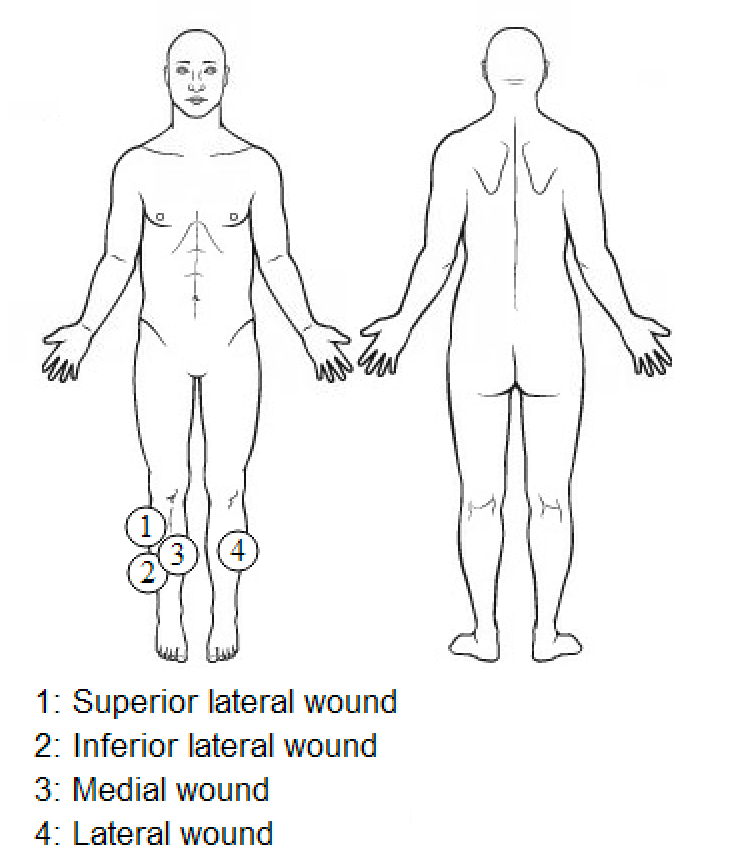 1
2
3
4
1: Superior lateral wound
2: Inferior lateral wound
3: Medial wound
4: Lateral wound